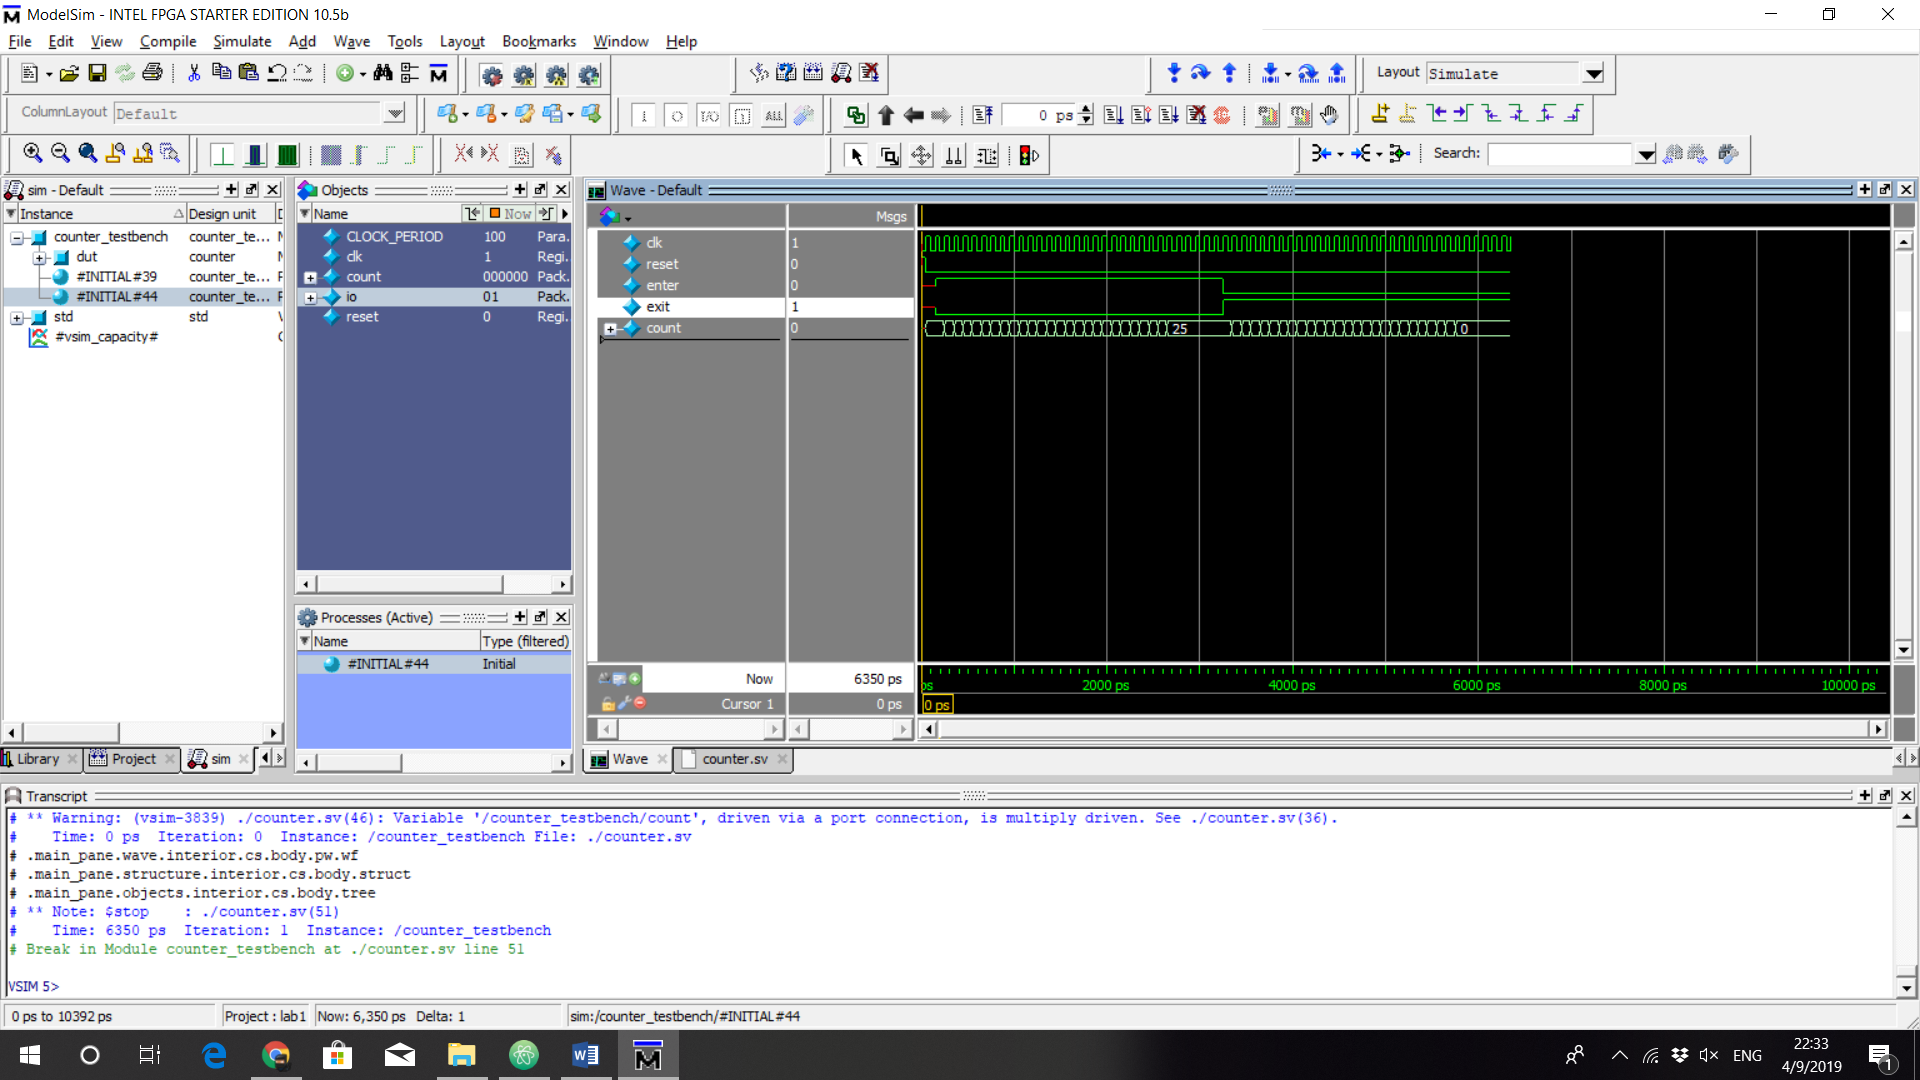 ModelSim - INTEL FPGA STARTER EDITION 10.5b
File Edit View Compile Simulate Add Wave Tools Layout Bookmarks Window Help
Layout Simulate
ColumnLayout Default
ALL
0 ps
Search:
sim - Default
Instance Design unit
counter_testbench counter_te...
dut counter
#INITIAL#39 counter_te...
#INITIAL#44 counter_te...
std std
#vsim_capacity#
Library Project sim
Objects
Name Now
CLOCK_PERIOD 100 Para.
clk 1 Regi.
count 000000 Pack.
io 01 Pack.
reset 0 Regi.
Processes (Active)
Name Type (filtered)
#INITIAL#44 Initial
Wave - Default
Msgs
clk 1
reset 0
enter 0
exit 1
count 0
25 0
Now 6350 ps
Cursor 1 0 ps
ps 2000 ps 4000 ps 6000 ps 8000 ps 10000 ps
0 ps
Wave counter.sv
Transcript
# ** Warning: (vsim-3839) ./counter.sv(46): Variable '/counter_testbench/count', driven via a port connection, is multiply driven. See ./counter.sv(36).
# Time: 0 ps Iteration: 0 Instance: /counter_testbench File: ./counter.sv
# .main_pane.wave.interior.cs.body.pw.wf
# .main_pane.structure.interior.cs.body.struct
# .main_pane.objects.interior.cs.body.tree
# ** Note: $stop : ./counter.sv(51)
# Time: 6350 ps Iteration: 1 Instance: /counter_testbench
# Break in Module counter_testbench at ./counter.sv line 51
VSIM 5>
0 ps to 10392 ps Project : lab1 Now: 6,350 ps Delta: 1 sim:/counter_testbench/#INITIAL#44
ENG
22:33
4/9/2019
1